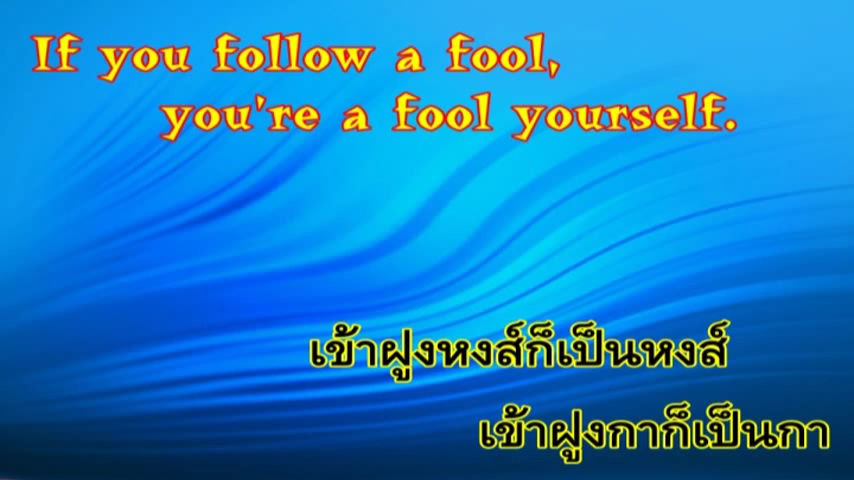 If you follow a fool,
you're a fool yourself.
เข้าฝูงหงส์ก็เป็นหงส์
เข้าฝูงกาก็เป็นกา